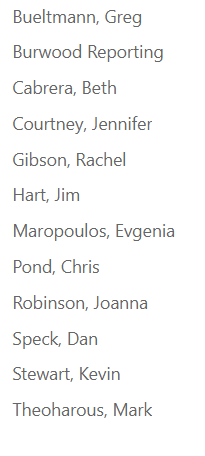 Bueltmann, Greg
Burwood Reporting
Cabrera, Beth
Courtney, Jennifer
Gibson, Rachel
Hart, Jim
Maropoulos, Evgenia
Pond, Chris
Robinson, Joanna
Speck, Dan
Stewart, Kevin
Theoharous, Mark